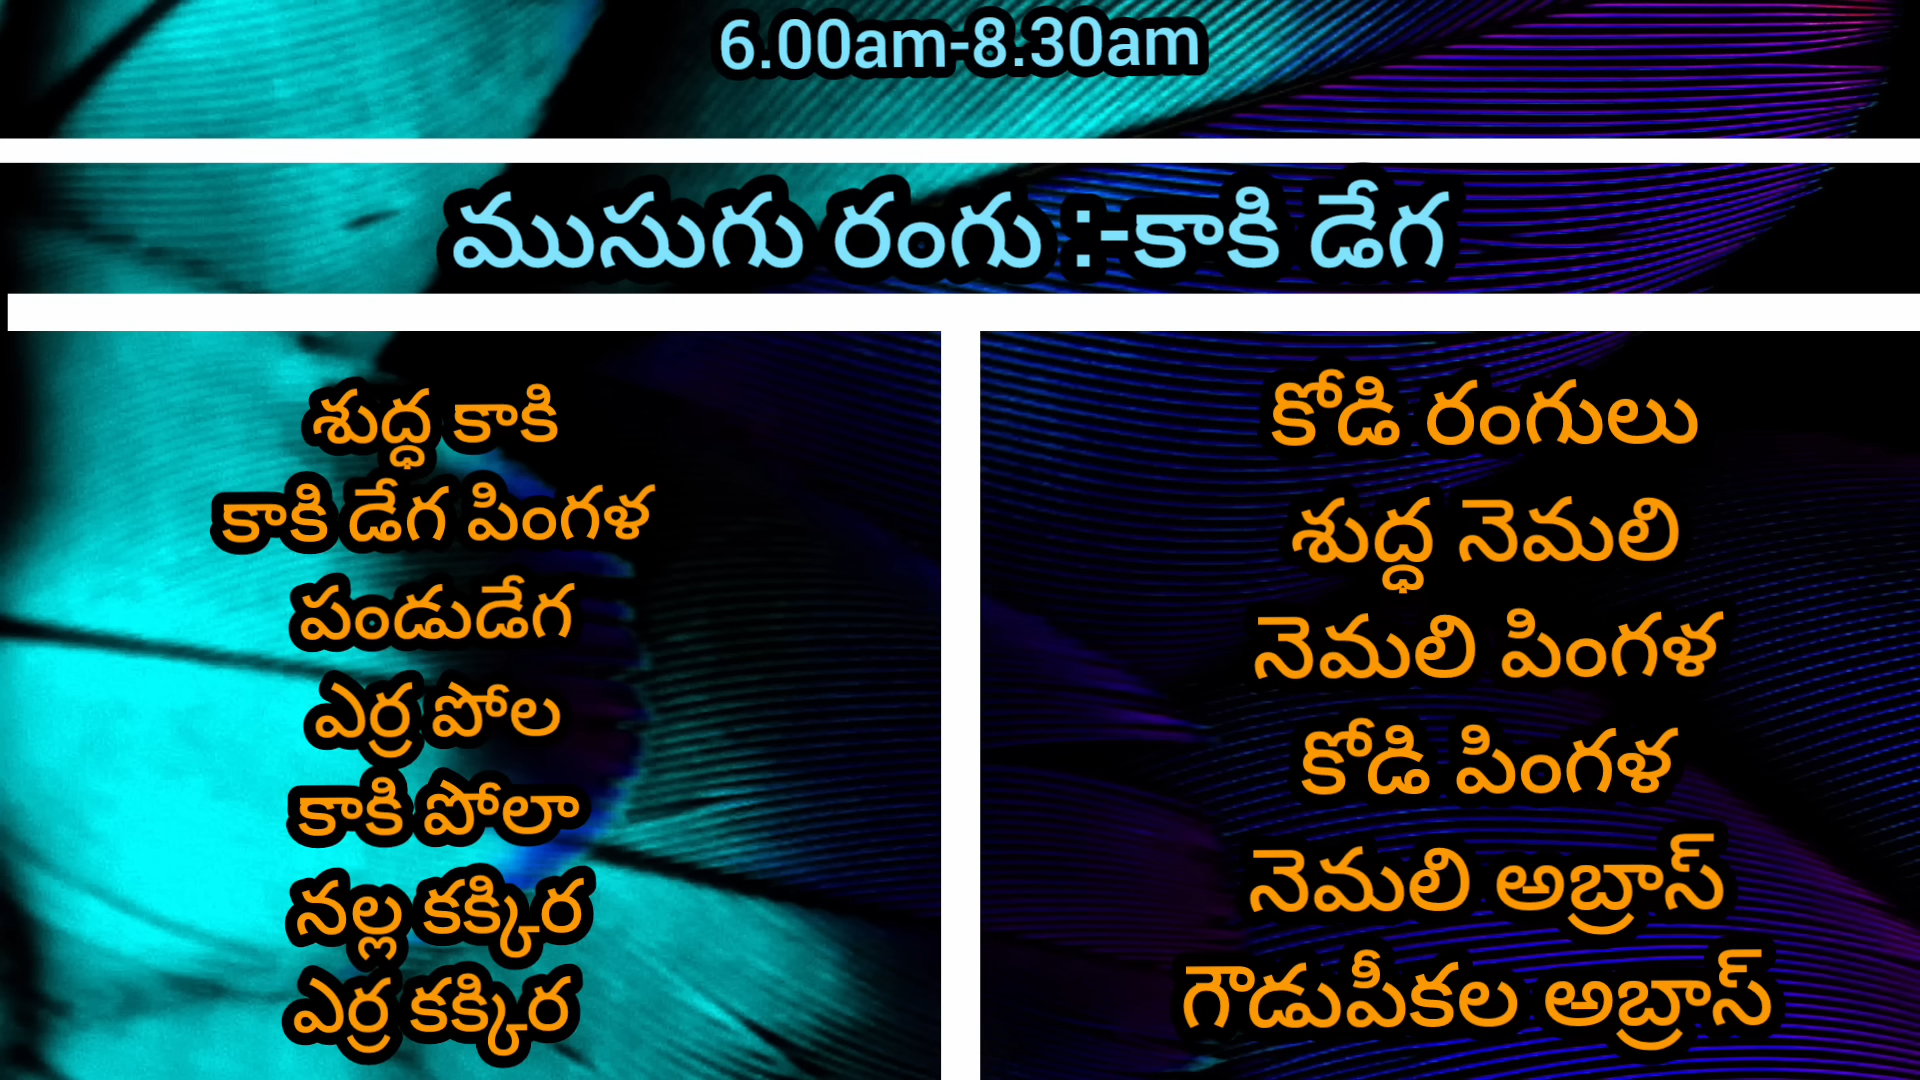 6.00am-8.30am
ముసుగు రంగు :-కాకి డేగ
శుద్ధ కాకి
కాకి డేగ పింగళ
పండుడేగ
ఎర్ర పోల
కాకి పోలా
నల్ల కక్కిర
ఎర్ర కక్కిర
కోడి రంగులు
శుద్ధ నెమలి
నెమలి పింగళ
కోడి పింగళ
నెమలి అబ్రాస్
గౌడుపీకల అబ్రాస్